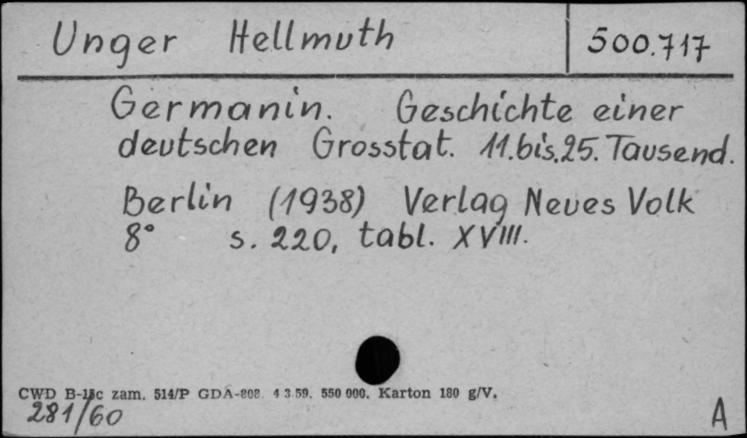 Unger Hellmuth 500.717
Germanin. Geschichte einer
deutschen Grosstat. 11.bis.25. Tausend.
Berlin (1938) Verlag Neues Volk
8° s. 220, tabl. XVIII.
CWD B-15c zam. 514/P GDA-808 4 3 59. 550 000. Karton 180 g/V.
281/60 A